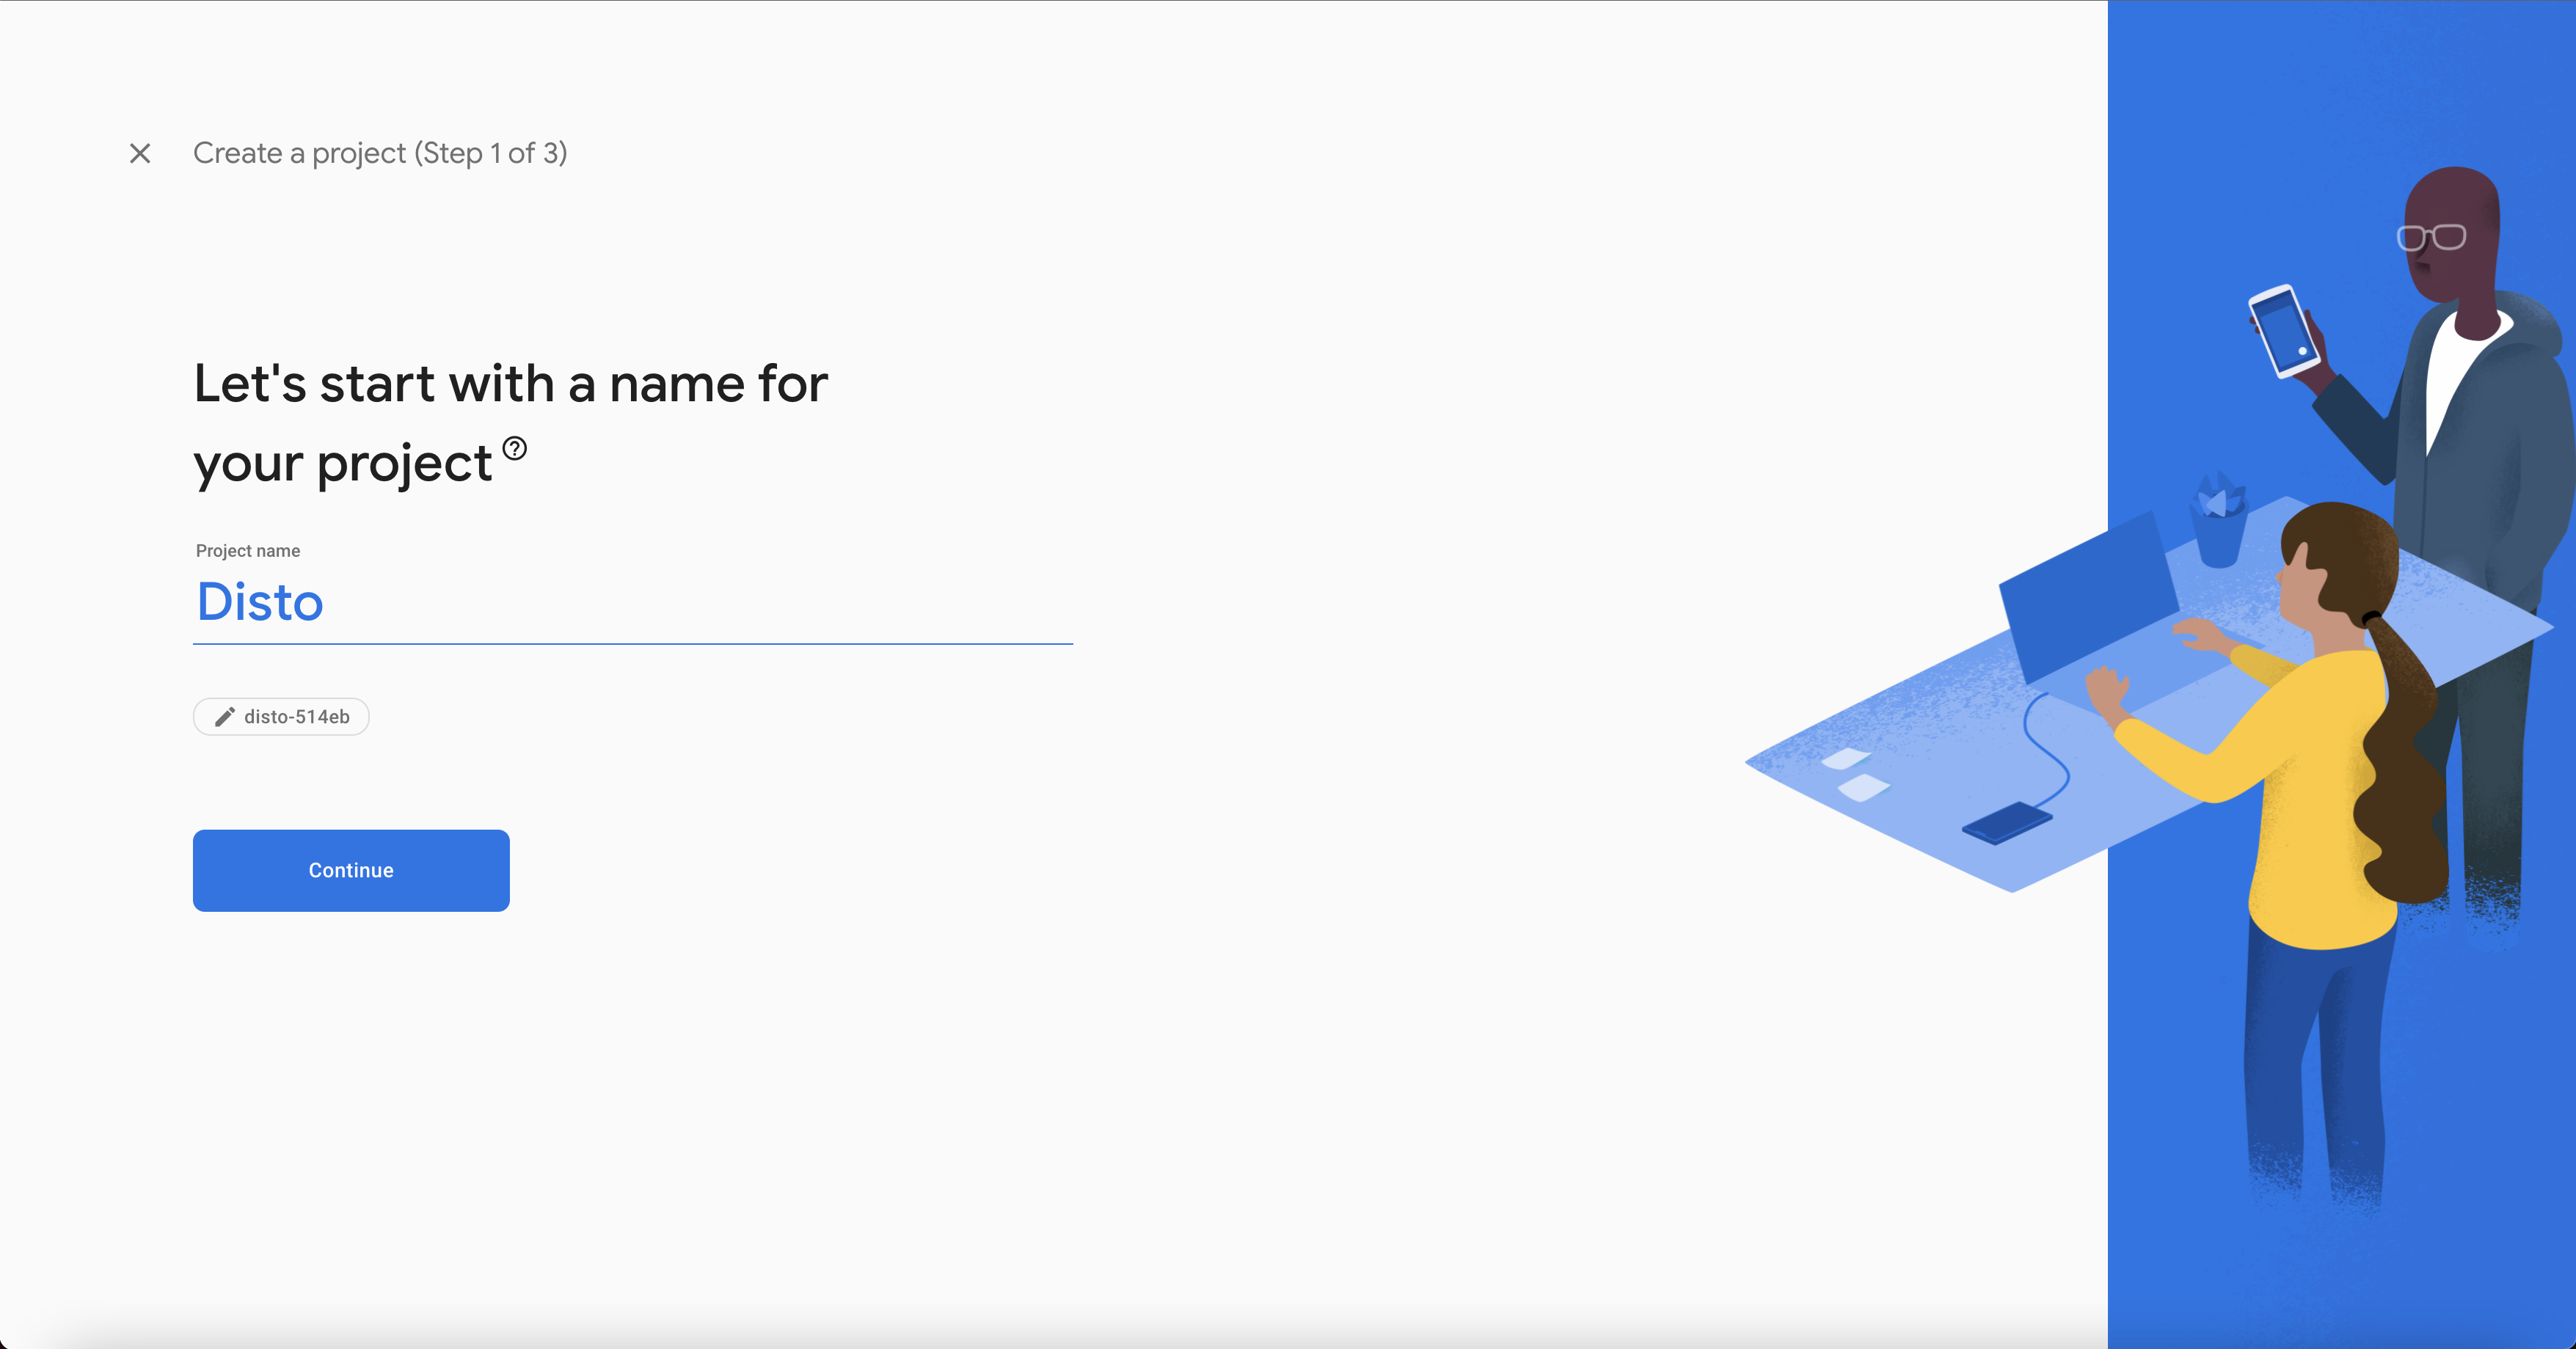 Create a project (Step 1 of 3)
Let's start with a name for
your project
Project name
Disto
disto-514eb
Continue